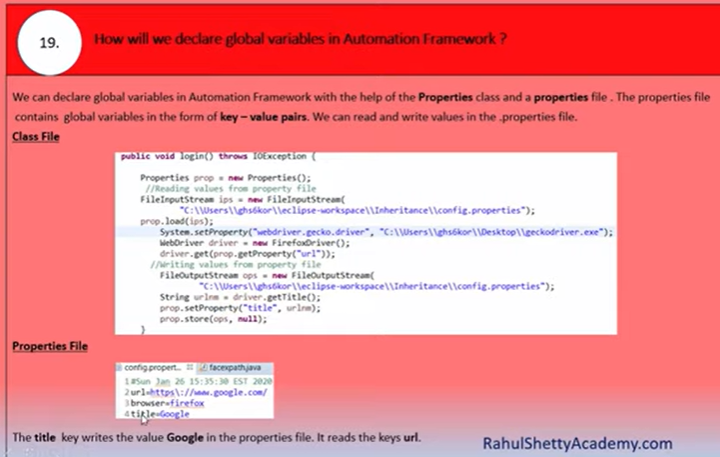 19.
How will we declare global variables in Automation Framework ?
We can declare global variables in Automation Framework with the help of the Properties class and a properties file . The properties file
contains global variables in the form of key – value pairs. We can read and write values in the .properties file.
Class File
public void login() throws IOException {
Properties prop = new Properties();
//Reading values from property file
FileInputStream ips = new FileInputStream(
"C:\\Users\\ghs6kor\\eclipse-workspace\\Inheritance\\config.properties");
prop.load(ips);
System.setProperty("webdriver.gecko.driver", "C:\\Users\\ghs6kor\\Desktop\\geckodriver.exe");
WebDriver driver = new FirefoxDriver();
driver.get(prop.getProperty("url"));
//Writing values from property file
FileOutputStream ops = new FileOutputStream(
"C:\\Users\\ghs6kor\\eclipse-workspace\\Inheritance\\config.properties");
String urlnm = driver.getTitle();
prop.setProperty("title", urlnm);
prop.store(ops, null);
}
Properties File
config.propert... facexpath.java
1 #Sun Jan 26 15:35:30 EST 2020
2 url=https\://www.google.com/
3 browser=firefox
4 title=Google
The title key writes the value Google in the properties file. It reads the keys url.
RahulShettyAcademy.com